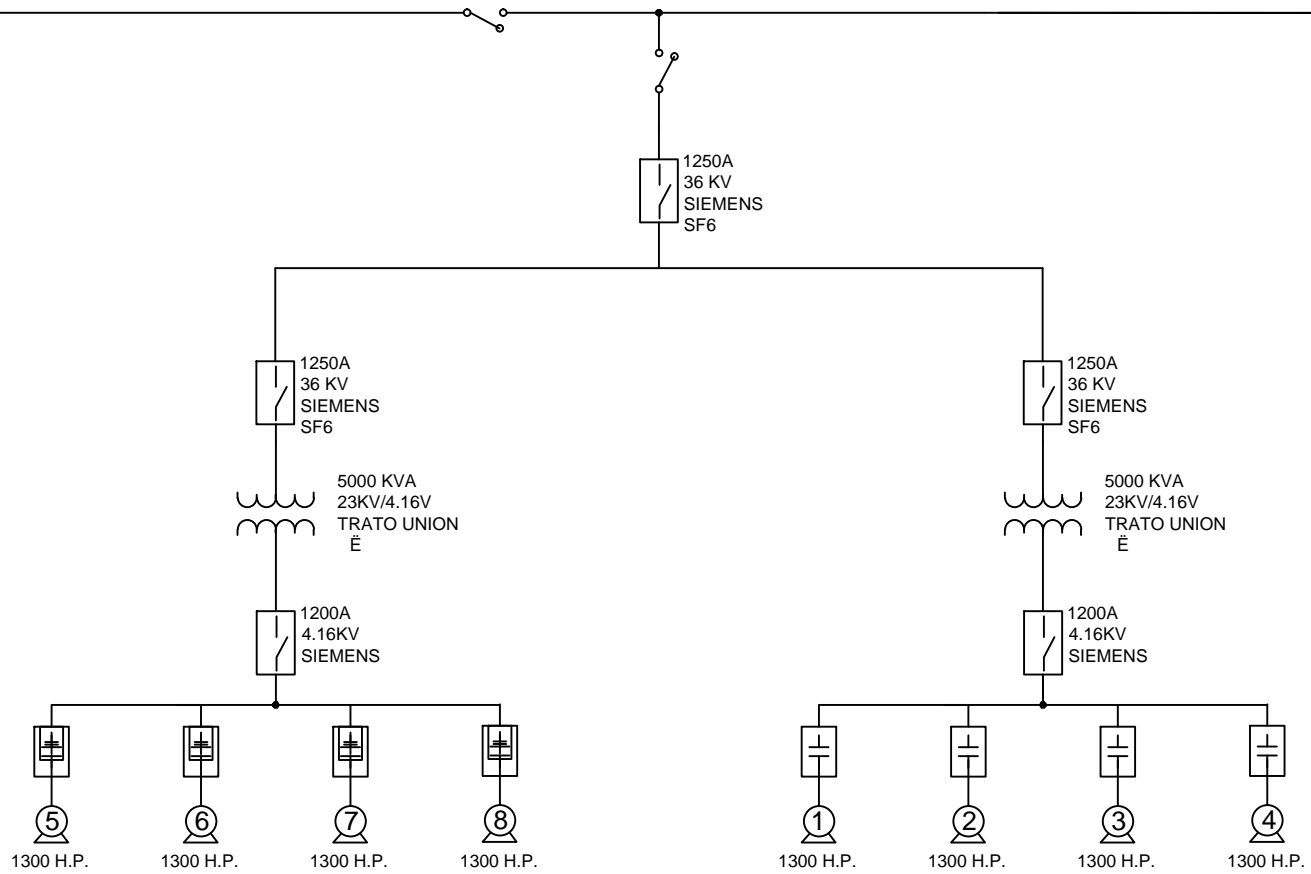 1250A
36 KV
SIEMENS
SF6
1250A
36 KV
SIEMENS
SF6
1250A
36 KV
SIEMENS
SF6
5000 KVA
23KV/4.16V
TRATO UNION
Ë
5000 KVA
23KV/4.16V
TRATO UNION
Ë
1200A
4.16KV
SIEMENS
1200A
4.16KV
SIEMENS
5
6
7
8
1
2
3
4
1300 H.P.
1300 H.P.
1300 H.P.
1300 H.P.
1300 H.P.
1300 H.P.
1300 H.P.
1300 H.P.